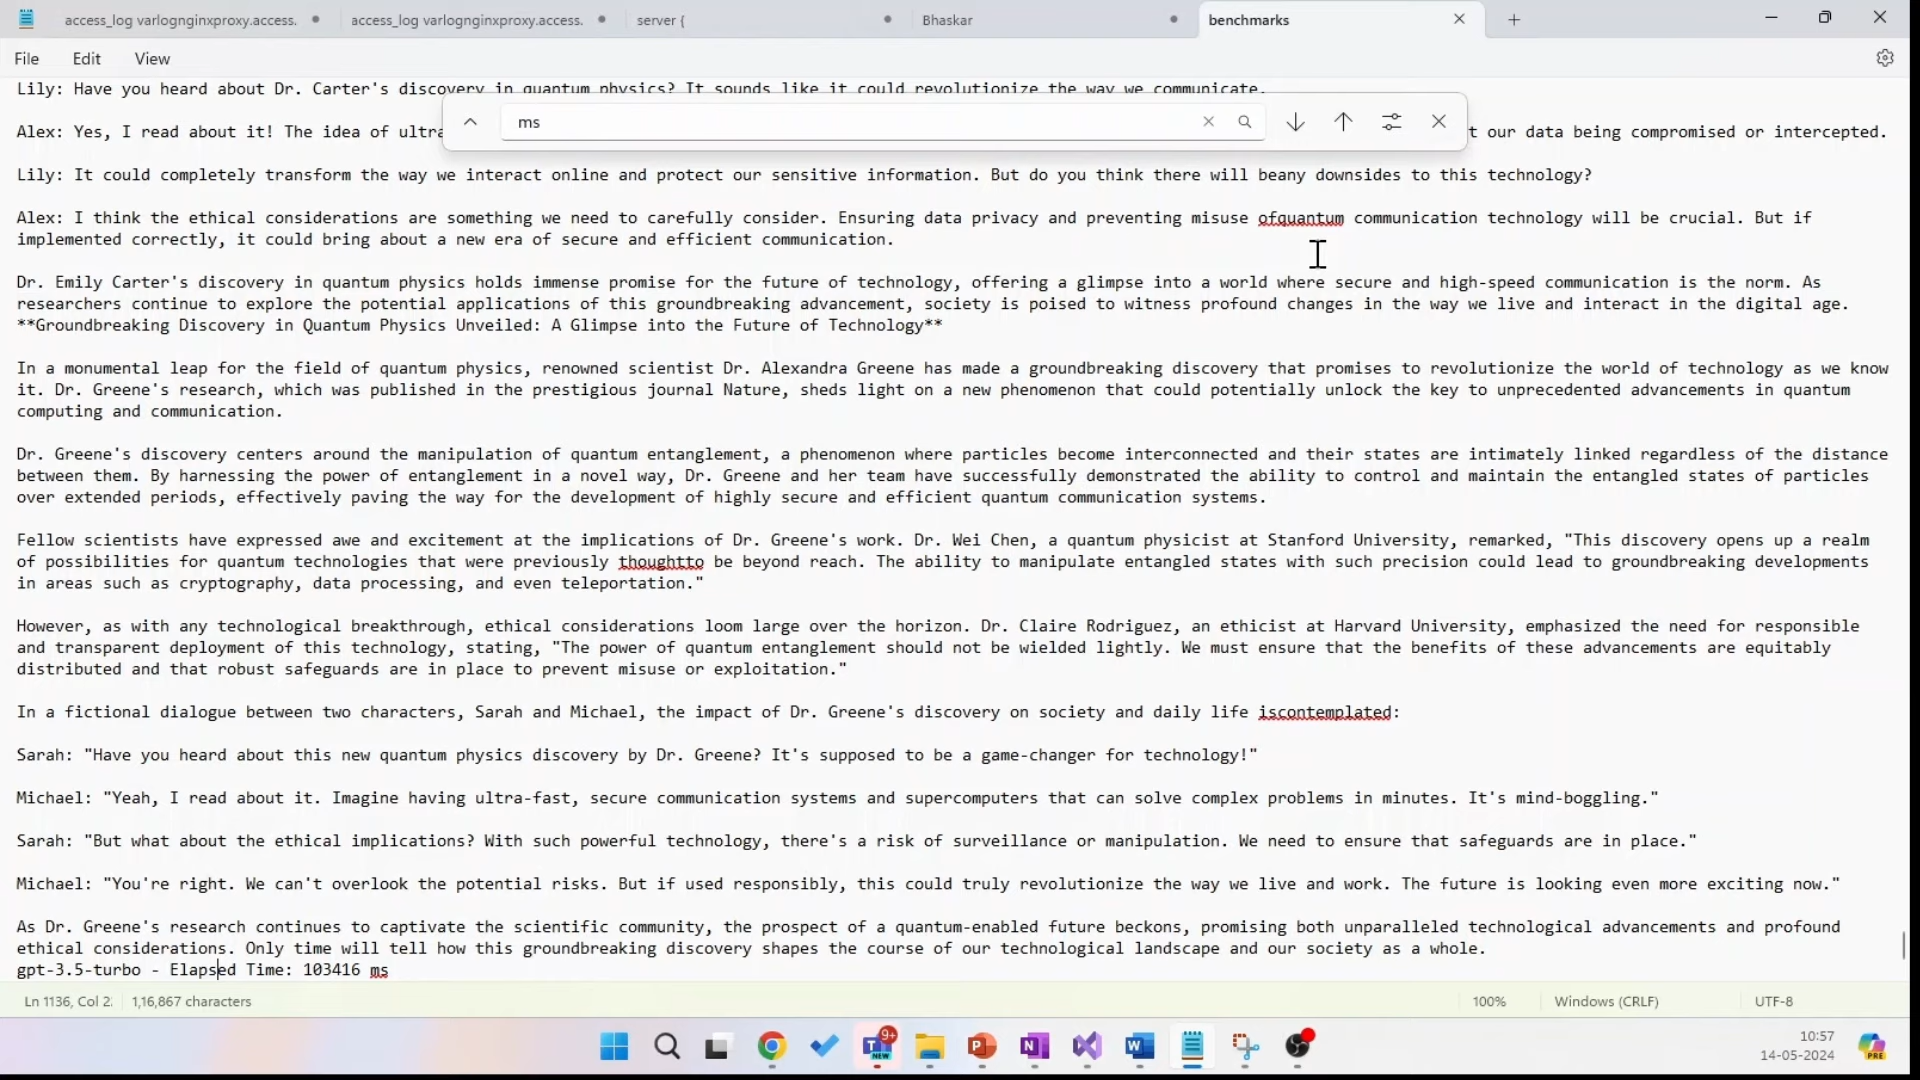 access_log varlognginxproxy.access.
access_log varlognginxproxy.access.
server {
Bhaskar
benchmarks
File
Edit
View
Lily: Have you heard about Dr. Carter's discovery in quantum physics? It sounds like it could revolutionize the way we communicate.
ms
Alex: Yes, I read about it! The idea of ultra
t our data being compromised or intercepted.
Lily: It could completely transform the way we interact online and protect our sensitive information. But do you think there will beany downsides to this technology?
Alex: I think the ethical considerations are something we need to carefully consider. Ensuring data privacy and preventing misuse ofquantum communication technology will be crucial. But if
implemented correctly, it could bring about a new era of secure and efficient communication.
Dr. Emily Carter's discovery in quantum physics holds immense promise for the future of technology, offering a glimpse into a world where secure and high-speed communication is the norm. As
researchers continue to explore the potential applications of this groundbreaking advancement, society is poised to witness profound changes in the way we live and interact in the digital age.
**Groundbreaking Discovery in Quantum Physics Unveiled: A Glimpse into the Future of Technology**
In a monumental leap for the field of quantum physics, renowned scientist Dr. Alexandra Greene has made a groundbreaking discovery that promises to revolutionize the world of technology as we know
it. Dr. Greene's research, which was published in the prestigious journal Nature, sheds light on a new phenomenon that could potentially unlock the key to unprecedented advancements in quantum
computing and communication.
Dr. Greene's discovery centers around the manipulation of quantum entanglement, a phenomenon where particles become interconnected and their states are intimately linked regardless of the distance
between them. By harnessing the power of entanglement in a novel way, Dr. Greene and her team have successfully demonstrated the ability to control and maintain the entangled states of particles
over extended periods, effectively paving the way for the development of highly secure and efficient quantum communication systems.
Fellow scientists have expressed awe and excitement at the implications of Dr. Greene's work. Dr. Wei Chen, a quantum physicist at Stanford University, remarked, "This discovery opens up a realm
of possibilities for quantum technologies that were previously thoughtto be beyond reach. The ability to manipulate entangled states with such precision could lead to groundbreaking developments
in areas such as cryptography, data processing, and even teleportation."
However, as with any technological breakthrough, ethical considerations loom large over the horizon. Dr. Claire Rodriguez, an ethicist at Harvard University, emphasized the need for responsible
and transparent deployment of this technology, stating, "The power of quantum entanglement should not be wielded lightly. We must ensure that the benefits of these advancements are equitably
distributed and that robust safeguards are in place to prevent misuse or exploitation."
In a fictional dialogue between two characters, Sarah and Michael, the impact of Dr. Greene's discovery on society and daily life iscontemplated:
Sarah: "Have you heard about this new quantum physics discovery by Dr. Greene? It's supposed to be a game-changer for technology!"
Michael: "Yeah, I read about it. Imagine having ultra-fast, secure communication systems and supercomputers that can solve complex problems in minutes. It's mind-boggling."
Sarah: "But what about the ethical implications? With such powerful technology, there's a risk of surveillance or manipulation. We need to ensure that safeguards are in place."
Michael: "You're right. We can't overlook the potential risks. But if used responsibly, this could truly revolutionize the way we live and work. The future is looking even more exciting now."
As Dr. Greene's research continues to captivate the scientific community, the prospect of a quantum-enabled future beckons, promising both unparalleled technological advancements and profound
ethical considerations. Only time will tell how this groundbreaking discovery shapes the course of our technological landscape and our society as a whole.
gpt-3.5-turbo - Elapsed Time: 103416 ms
Ln 1136, Col 2
1,16,867 characters
100%
Windows (CRLF)
UTF-8
9+
NEW
10:57
14-05-2024
PRE